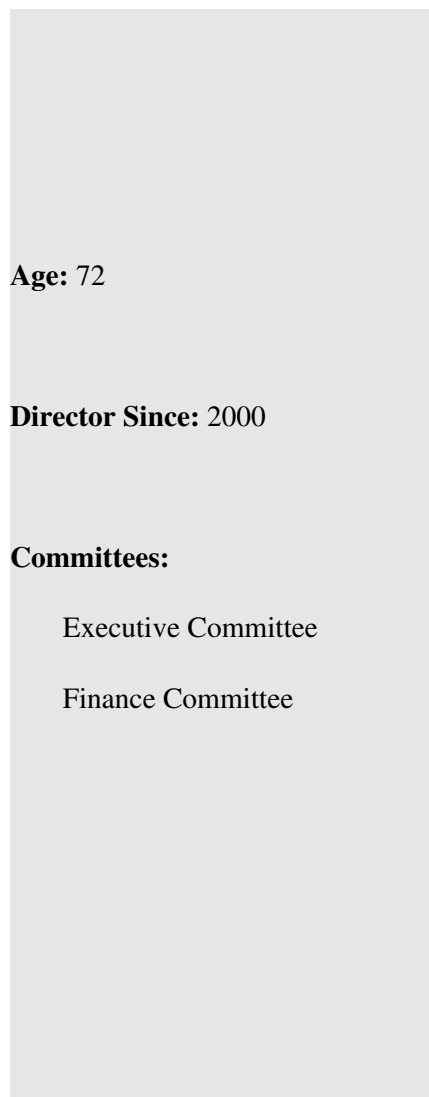 Age: 72
Director Since: 2000
Committees:
Executive Committee
Finance Committee